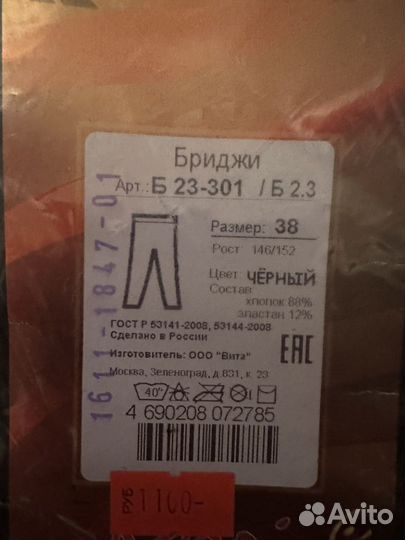 Бриджи
Арт.: Б 23-301 / Б 2.3
Размер: 38
Рост 146/152
Цвет ЧЁРНЫЙ
Состав
хлопок 88%
эластан 12%
ГОСТ Р 53141-2008, 53144-2008
Сделано в России
Изготовитель: ООО "Вита"
EAC
Москва, Зеленоград, д.831, к. 23
40°
4 690208 072785
1611-1847-01
РУБ 1100-
Avito